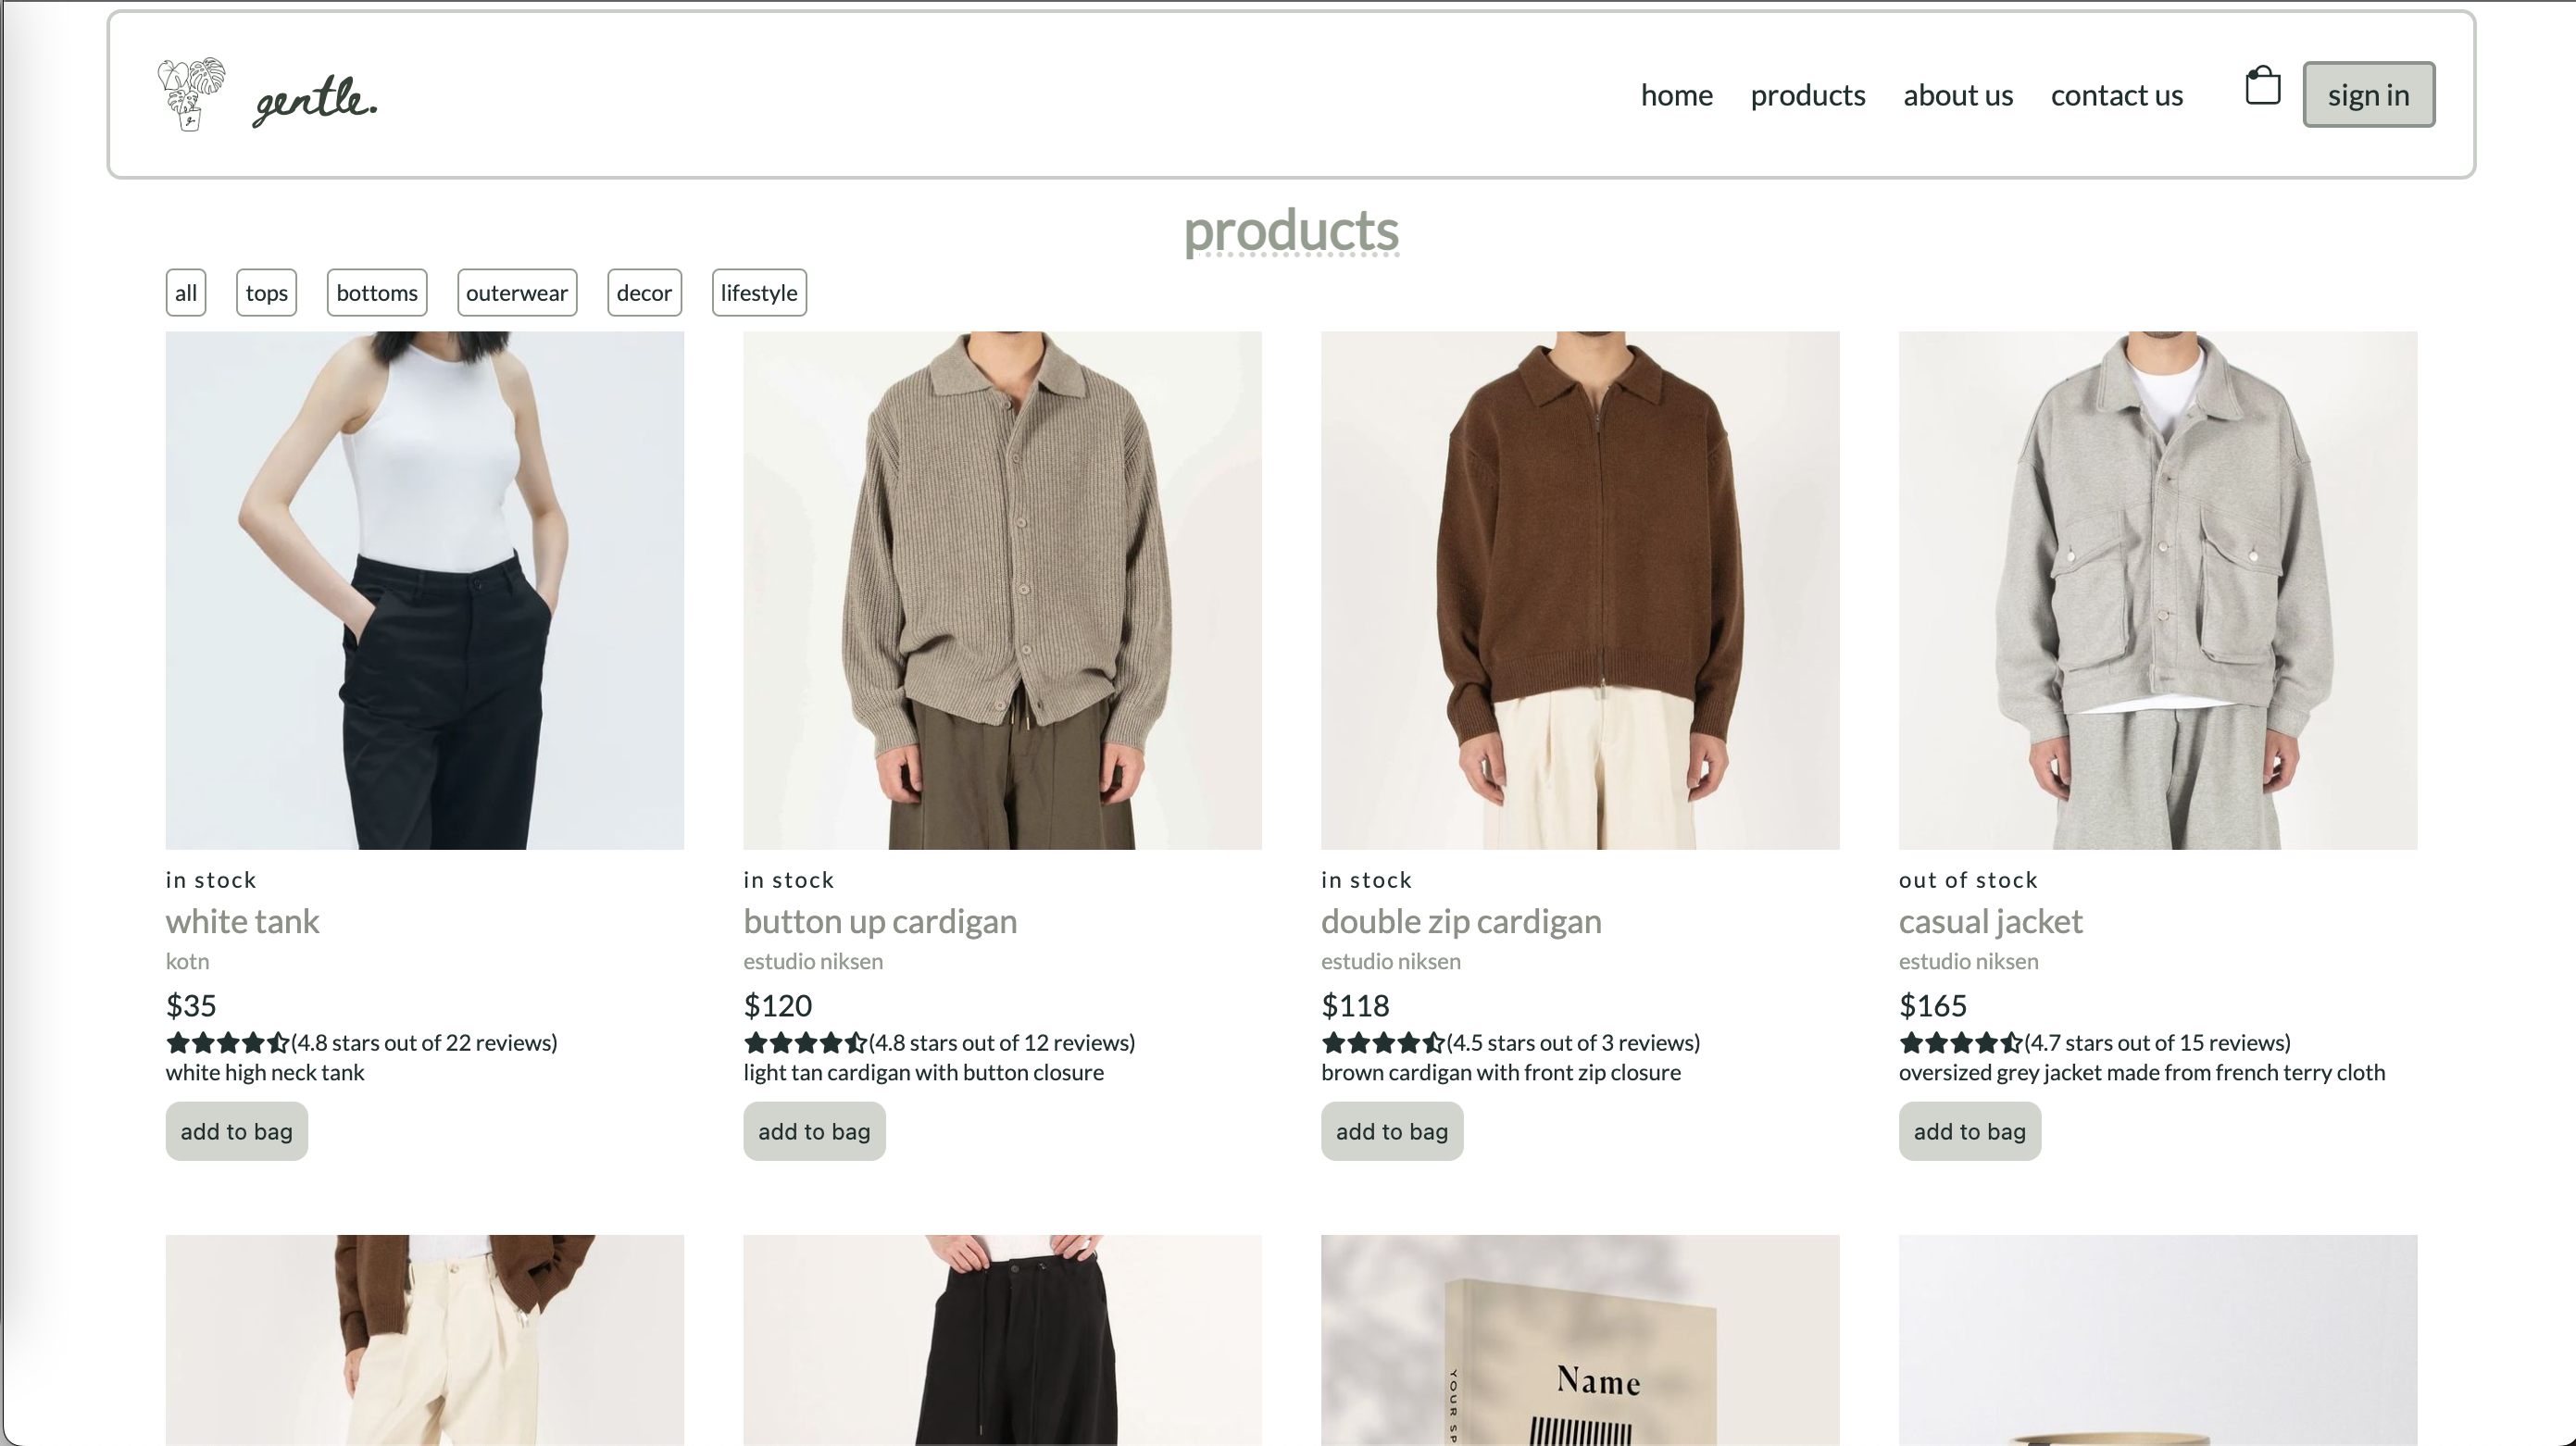 gentle.
home products about us contact us sign in
products
all tops bottoms outerwear decor lifestyle
in stock
white tank
kotn
$35
(4.8 stars out of 22 reviews)
white high neck tank
add to bag
in stock
button up cardigan
estudio niksen
$120
(4.8 stars out of 12 reviews)
light tan cardigan with button closure
add to bag
in stock
double zip cardigan
estudio niksen
$118
(4.5 stars out of 3 reviews)
brown cardigan with front zip closure
add to bag
out of stock
casual jacket
estudio niksen
$165
(4.7 stars out of 15 reviews)
oversized grey jacket made from french terry cloth
add to bag
YOUR SP
Name